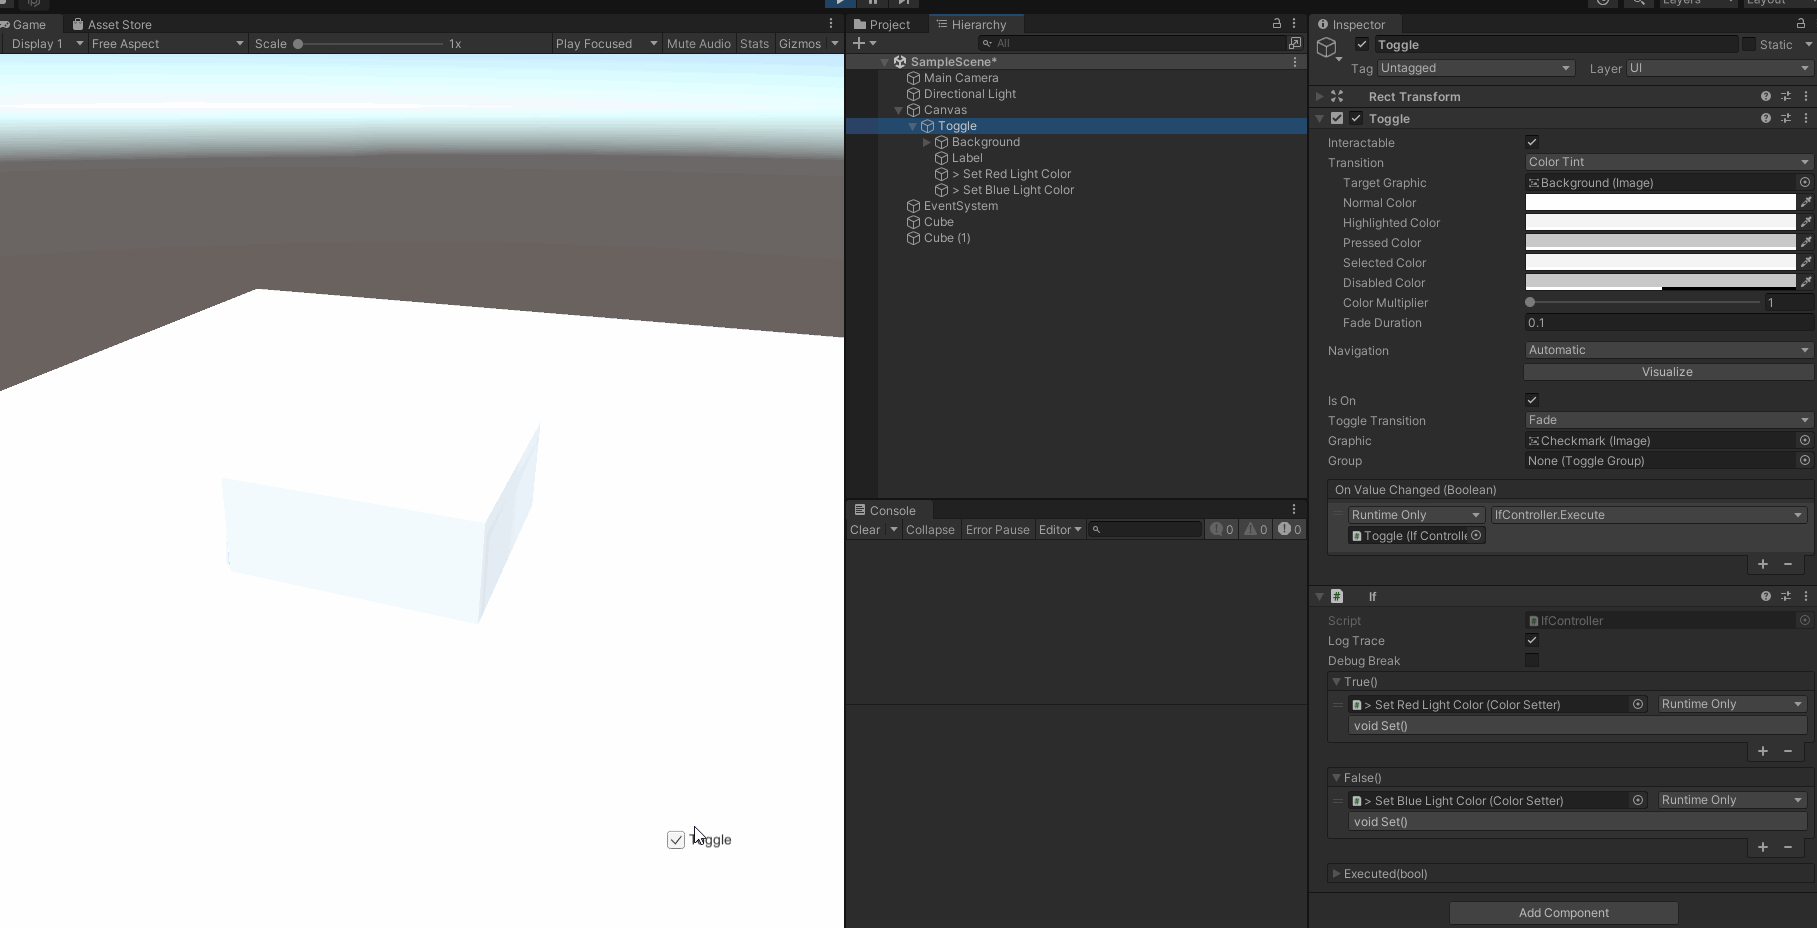 Layers
Layout
Game
Asset Store
Display 1
Free Aspect
Scale
1x
Play Focused
Mute Audio
Stats
Gizmos
Toggle
Project
Hierarchy
All
SampleScene*
Main Camera
Directional Light
Canvas
Toggle
Background
Label
> Set Red Light Color
> Set Blue Light Color
EventSystem
Cube
Cube (1)
Console
Clear
Collapse
Error Pause
Editor
0
0
0
Inspector
Toggle
Static
Tag
Untagged
Layer
UI
Rect Transform
Toggle
Interactable
Transition
Color Tint
Target Graphic
Background (Image)
Normal Color
Highlighted Color
Pressed Color
Selected Color
Disabled Color
Color Multiplier
1
Fade Duration
0.1
Navigation
Automatic
Visualize
Is On
Toggle Transition
Fade
Graphic
Checkmark (Image)
Group
None (Toggle Group)
On Value Changed (Boolean)
Runtime Only
IfController.Execute
Toggle (If Controlle
If
Script
IfController
Log Trace
Debug Break
True()
> Set Red Light Color (Color Setter)
Runtime Only
void Set()
False()
> Set Blue Light Color (Color Setter)
Runtime Only
void Set()
Executed(bool)
Add Component